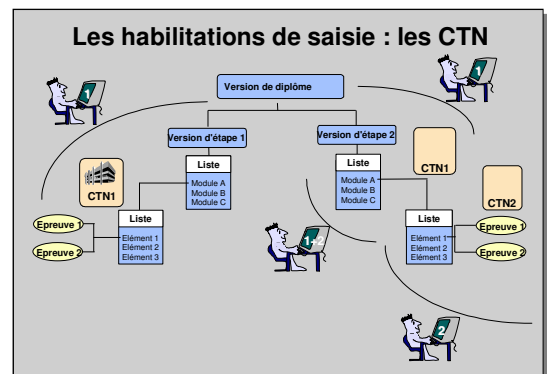 Les habilitations de saisie : les CTN
1
1
Version de diplôme
Version d'étape 1
Version d'étape 2
Liste
Module A
Module B
Module C
Liste
Module A
Module B
Module C
CTN1
CTN1
CTN2
Epreuve 1
Epreuve 2
Liste
Elément 1
Elément 2
Elément 3
1+2
Liste
Elément 1
Elément 2
Elément 3
Epreuve 1
Epreuve 2
2